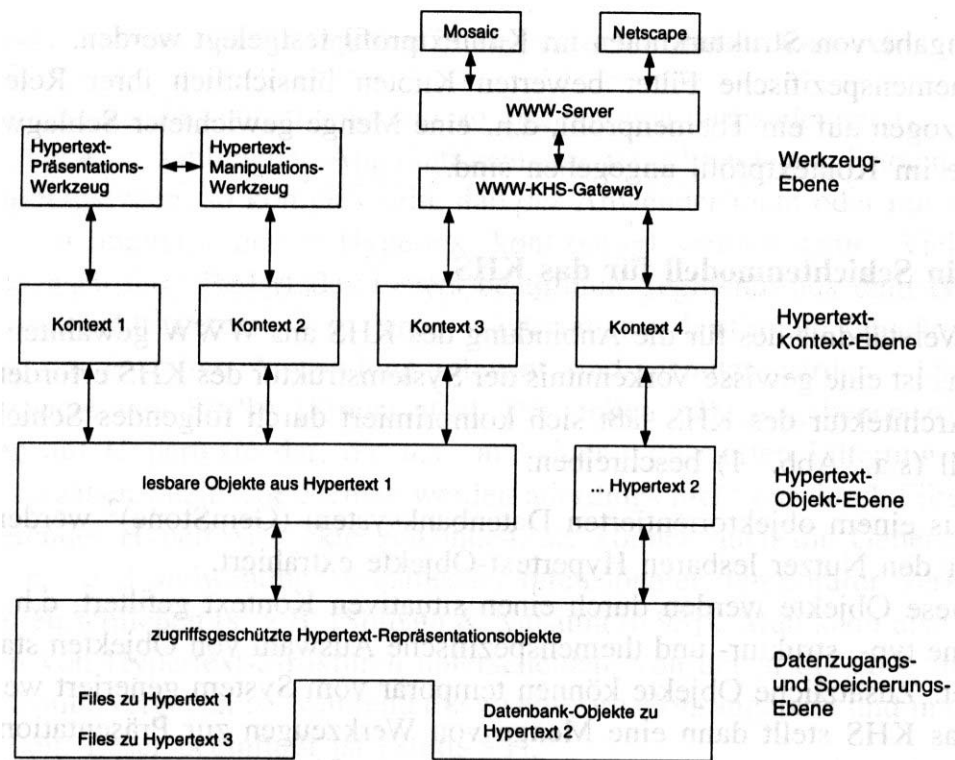 Mosaic
Netscape
WWW-Server
Hypertext-
Präsentations-
Werkzeug
Hypertext-
Manipulations-
Werkzeug
WWW-KHS-Gateway
Werkzeug-
Ebene
Kontext 1
Kontext 2
Kontext 3
Kontext 4
Hypertext-
Kontext-Ebene
lesbare Objekte aus Hypertext 1
... Hypertext 2
Hypertext-
Objekt-Ebene
zugriffsgeschützte Hypertext-Repräsentationsobjekte
Files zu Hypertext 1
Files zu Hypertext 3
Datenbank-Objekte zu
Hypertext 2
Datenzugangs-
und Speicherungs-
Ebene